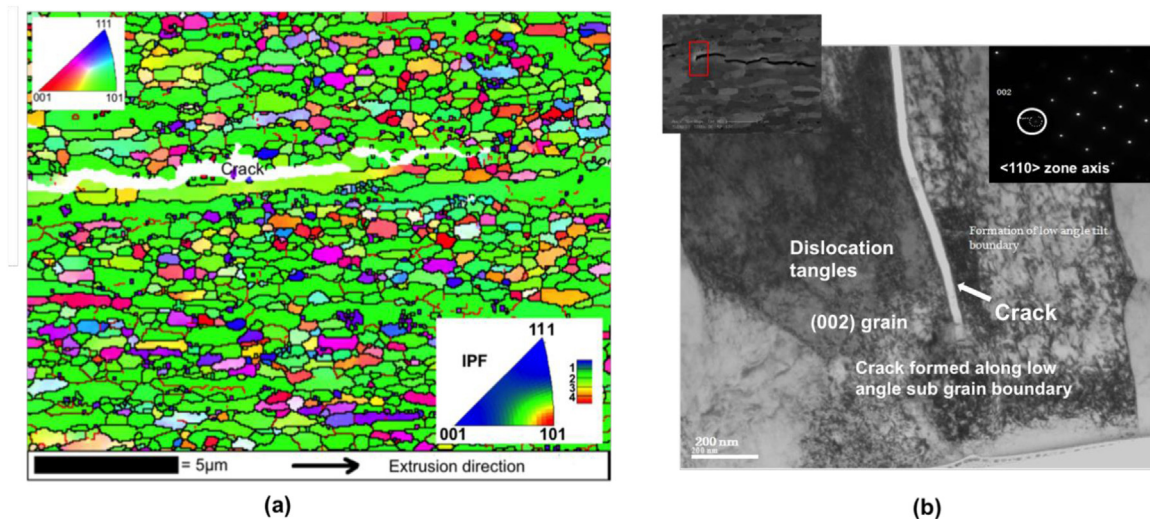 111
001
101
Crack
IPF
111
1
2
3
4
001
101
= 5µm
Extrusion direction
(a)
002
<110> zone axis
Formation of low angle tilt
boundary
Dislocation
tangles
Crack
(002) grain
Crack formed along low
angle sub grain boundary
200 nm
200 nm
(b)